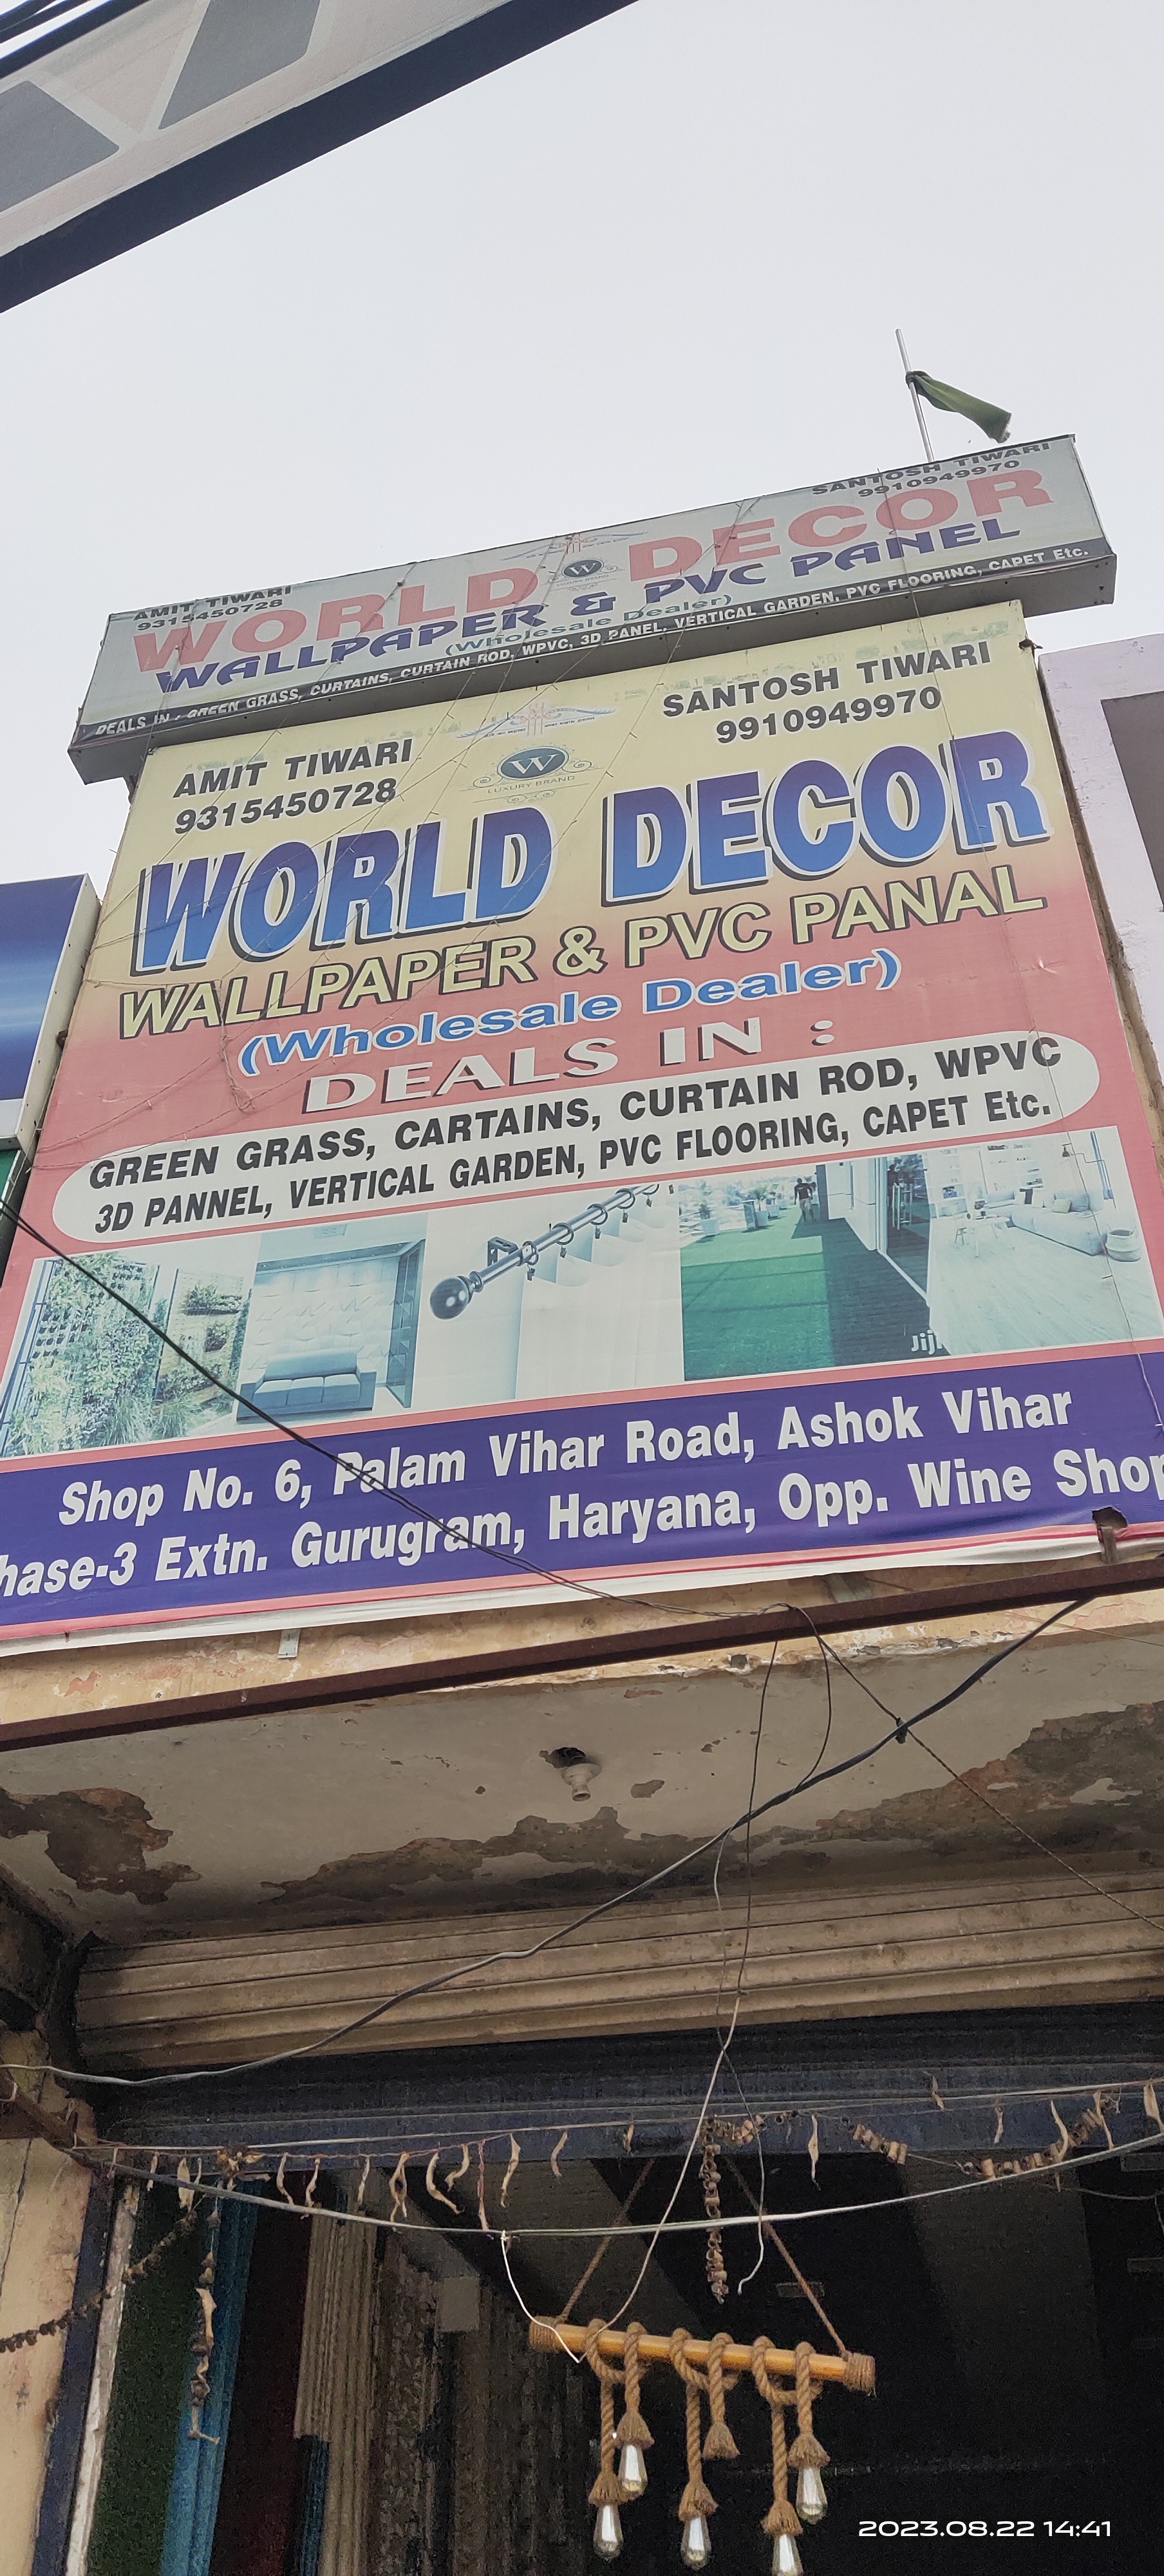 SANTOSH TIWARI
9910949970
AMIT TIWARI
9315450728
WORLD DECOR
W
WALLPAPER & PVC PANEL
(Wholesale Dealer)
DEALS IN : GREEN GRASS, CURTAINS, CURTAIN ROD, WPVC, 3D PANEL, VERTICAL GARDEN, PVC FLOORING, CAPET Etc.
SANTOSH TIWARI
9910949970
AMIT TIWARI
9315450728
W
LUXURY BRAND
WORLD DECOR
WALLPAPER & PVC PANAL
(Wholesale Dealer)
DEALS IN :
GREEN GRASS, CARTAINS, CURTAIN ROD, WPVC
3D PANNEL, VERTICAL GARDEN, PVC FLOORING, CAPET Etc.
Shop No. 6, Palam Vihar Road, Ashok Vihar
hase-3 Extn. Gurugram, Haryana, Opp. Wine Shop
2023.08.22 14:41